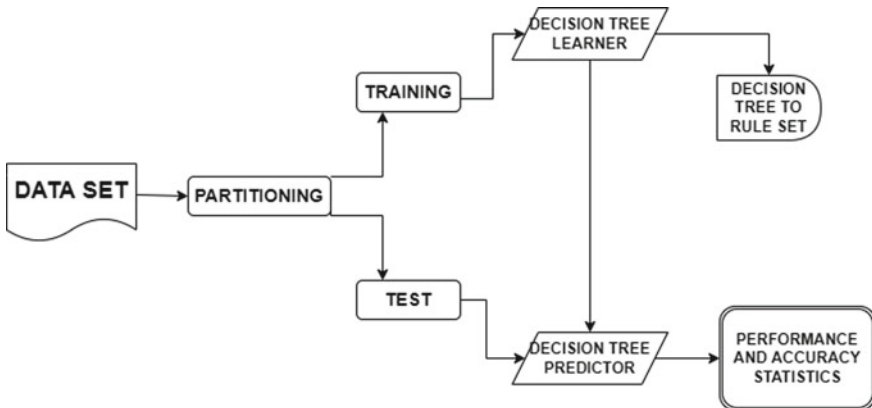 DECISION TREE
LEARNER
TRAINING
DECISION
TREE TO
RULE SET
DATA SET
PARTITIONING
TEST
DECISION TREE
PREDICTOR
PERFORMANCE
AND ACCURACY
STATISTICS